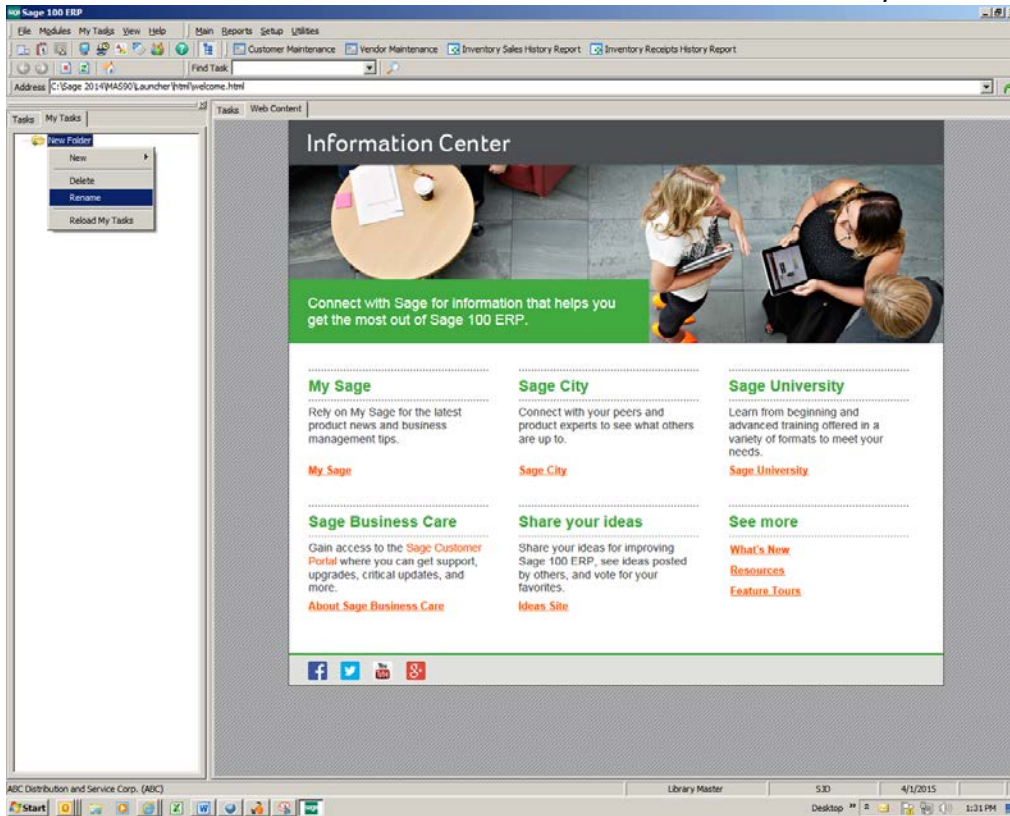 Sage 100 ERP
File Modules My Tasks View Help Main Reports Setup Utilities
Customer Maintenance Vendor Maintenance Inventory Sales History Report Inventory Receipts History Report
Find Task
Address C:\Sage 2014\MAS90\Launcher\html\welcome.html
Tasks My Tasks
Tasks Web Content
New Folder
New
Delete
Rename
Reload My Tasks
Information Center
Connect with Sage for information that helps you
get the most out of Sage 100 ERP.
My Sage
Rely on My Sage for the latest
product news and business
management tips.
My Sage
Sage City
Connect with your peers and
product experts to see what others
are up to.
Sage City
Sage University
Learn from beginning and
advanced training offered in a
variety of formats to meet your
needs.
Sage University
Sage Business Care
Gain access to the Sage Customer
Portal where you can get support,
upgrades, critical updates, and
more.
About Sage Business Care
Share your ideas
Share your ideas for improving
Sage 100 ERP, see ideas posted
by others, and vote for your
favorites.
Ideas Site
See more
What's New
Resources
Feature Tours
ABC Distribution and Service Corp. (ABC) Library Master SJD 4/1/2015
Start Desktop 1:31 PM